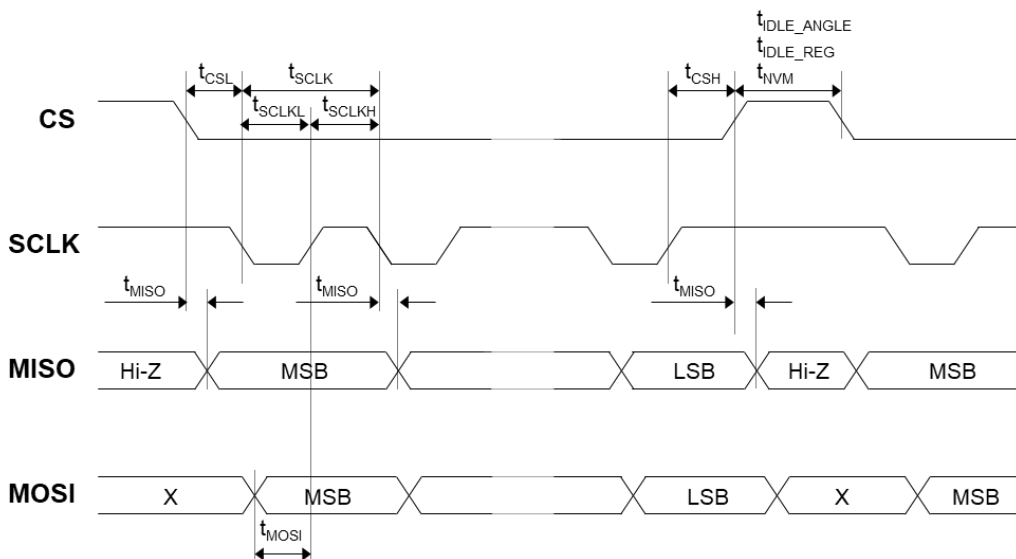 tIDLE_ANGLE
tIDLE_REG
tCSL tSCLK tCSH tNVM
CS tSCLKL tSCLKH
SCLK
tMISO tMISO tMISO
MISO Hi-Z MSB LSB Hi-Z MSB
MOSI X MSB LSB X MSB
tMOSI